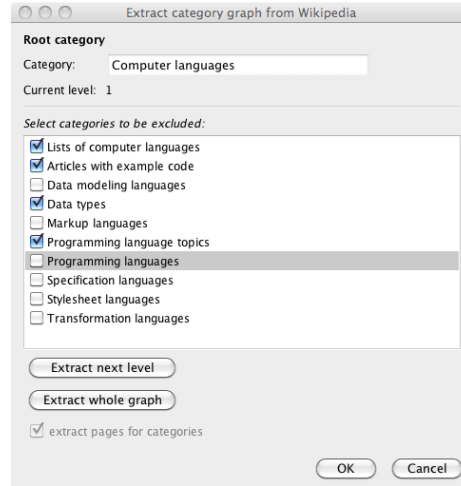 Extract category graph from Wikipedia
Root category
Category: Computer languages
Current level: 1
Select categories to be excluded:
Lists of computer languages
Articles with example code
Data modeling languages
Data types
Markup languages
Programming language topics
Programming languages
Specification languages
Stylesheet languages
Transformation languages
Extract next level
Extract whole graph
extract pages for categories
OK Cancel